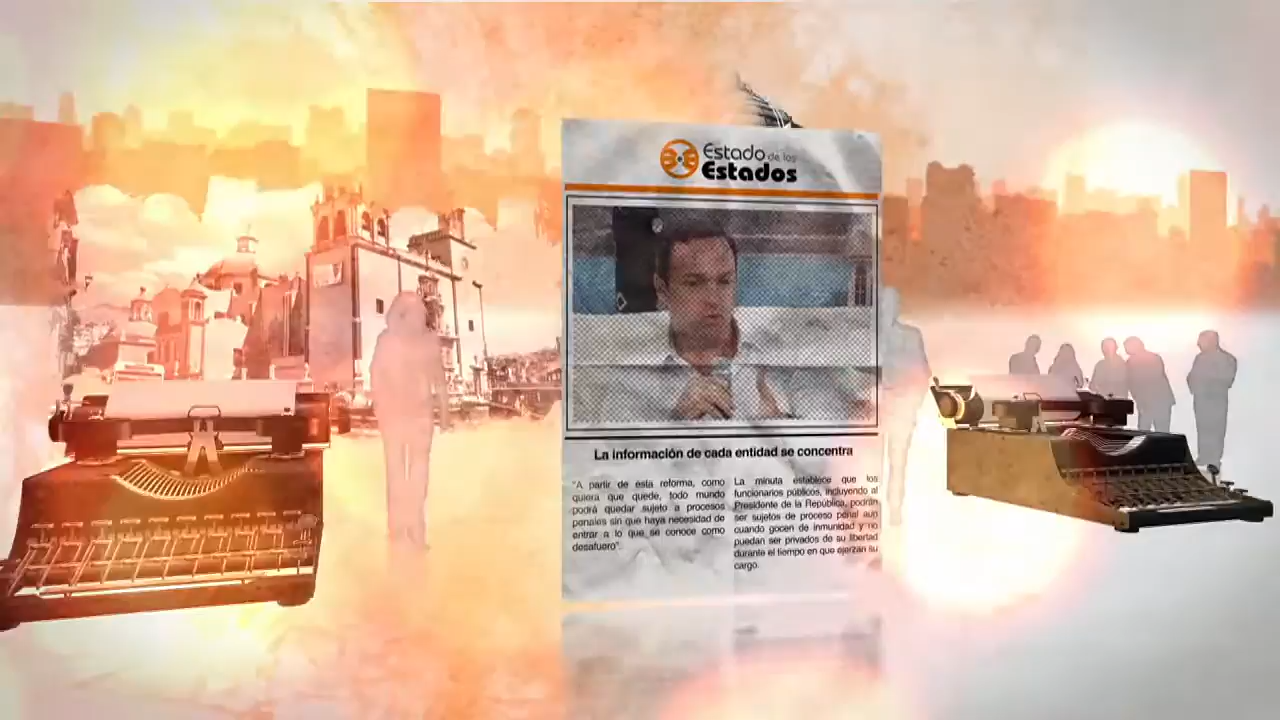 Estado de los
Estados
La información de cada entidad se concentra
"A partir de esta reforma, como
quiera que quede, todo mundo
podrá quedar sujeto a procesos
penales sin que haya necesidad de
entrar a lo que se conoce como
desafuero".
La minuta establece que los
funcionarios públicos, incluyendo al
Presidente de la República, podrán
ser sujetos de proceso penal aun
cuando gocen de inmunidad y no
puedan ser privados de su libertad
durante el tiempo en que ejerzan su
cargo.